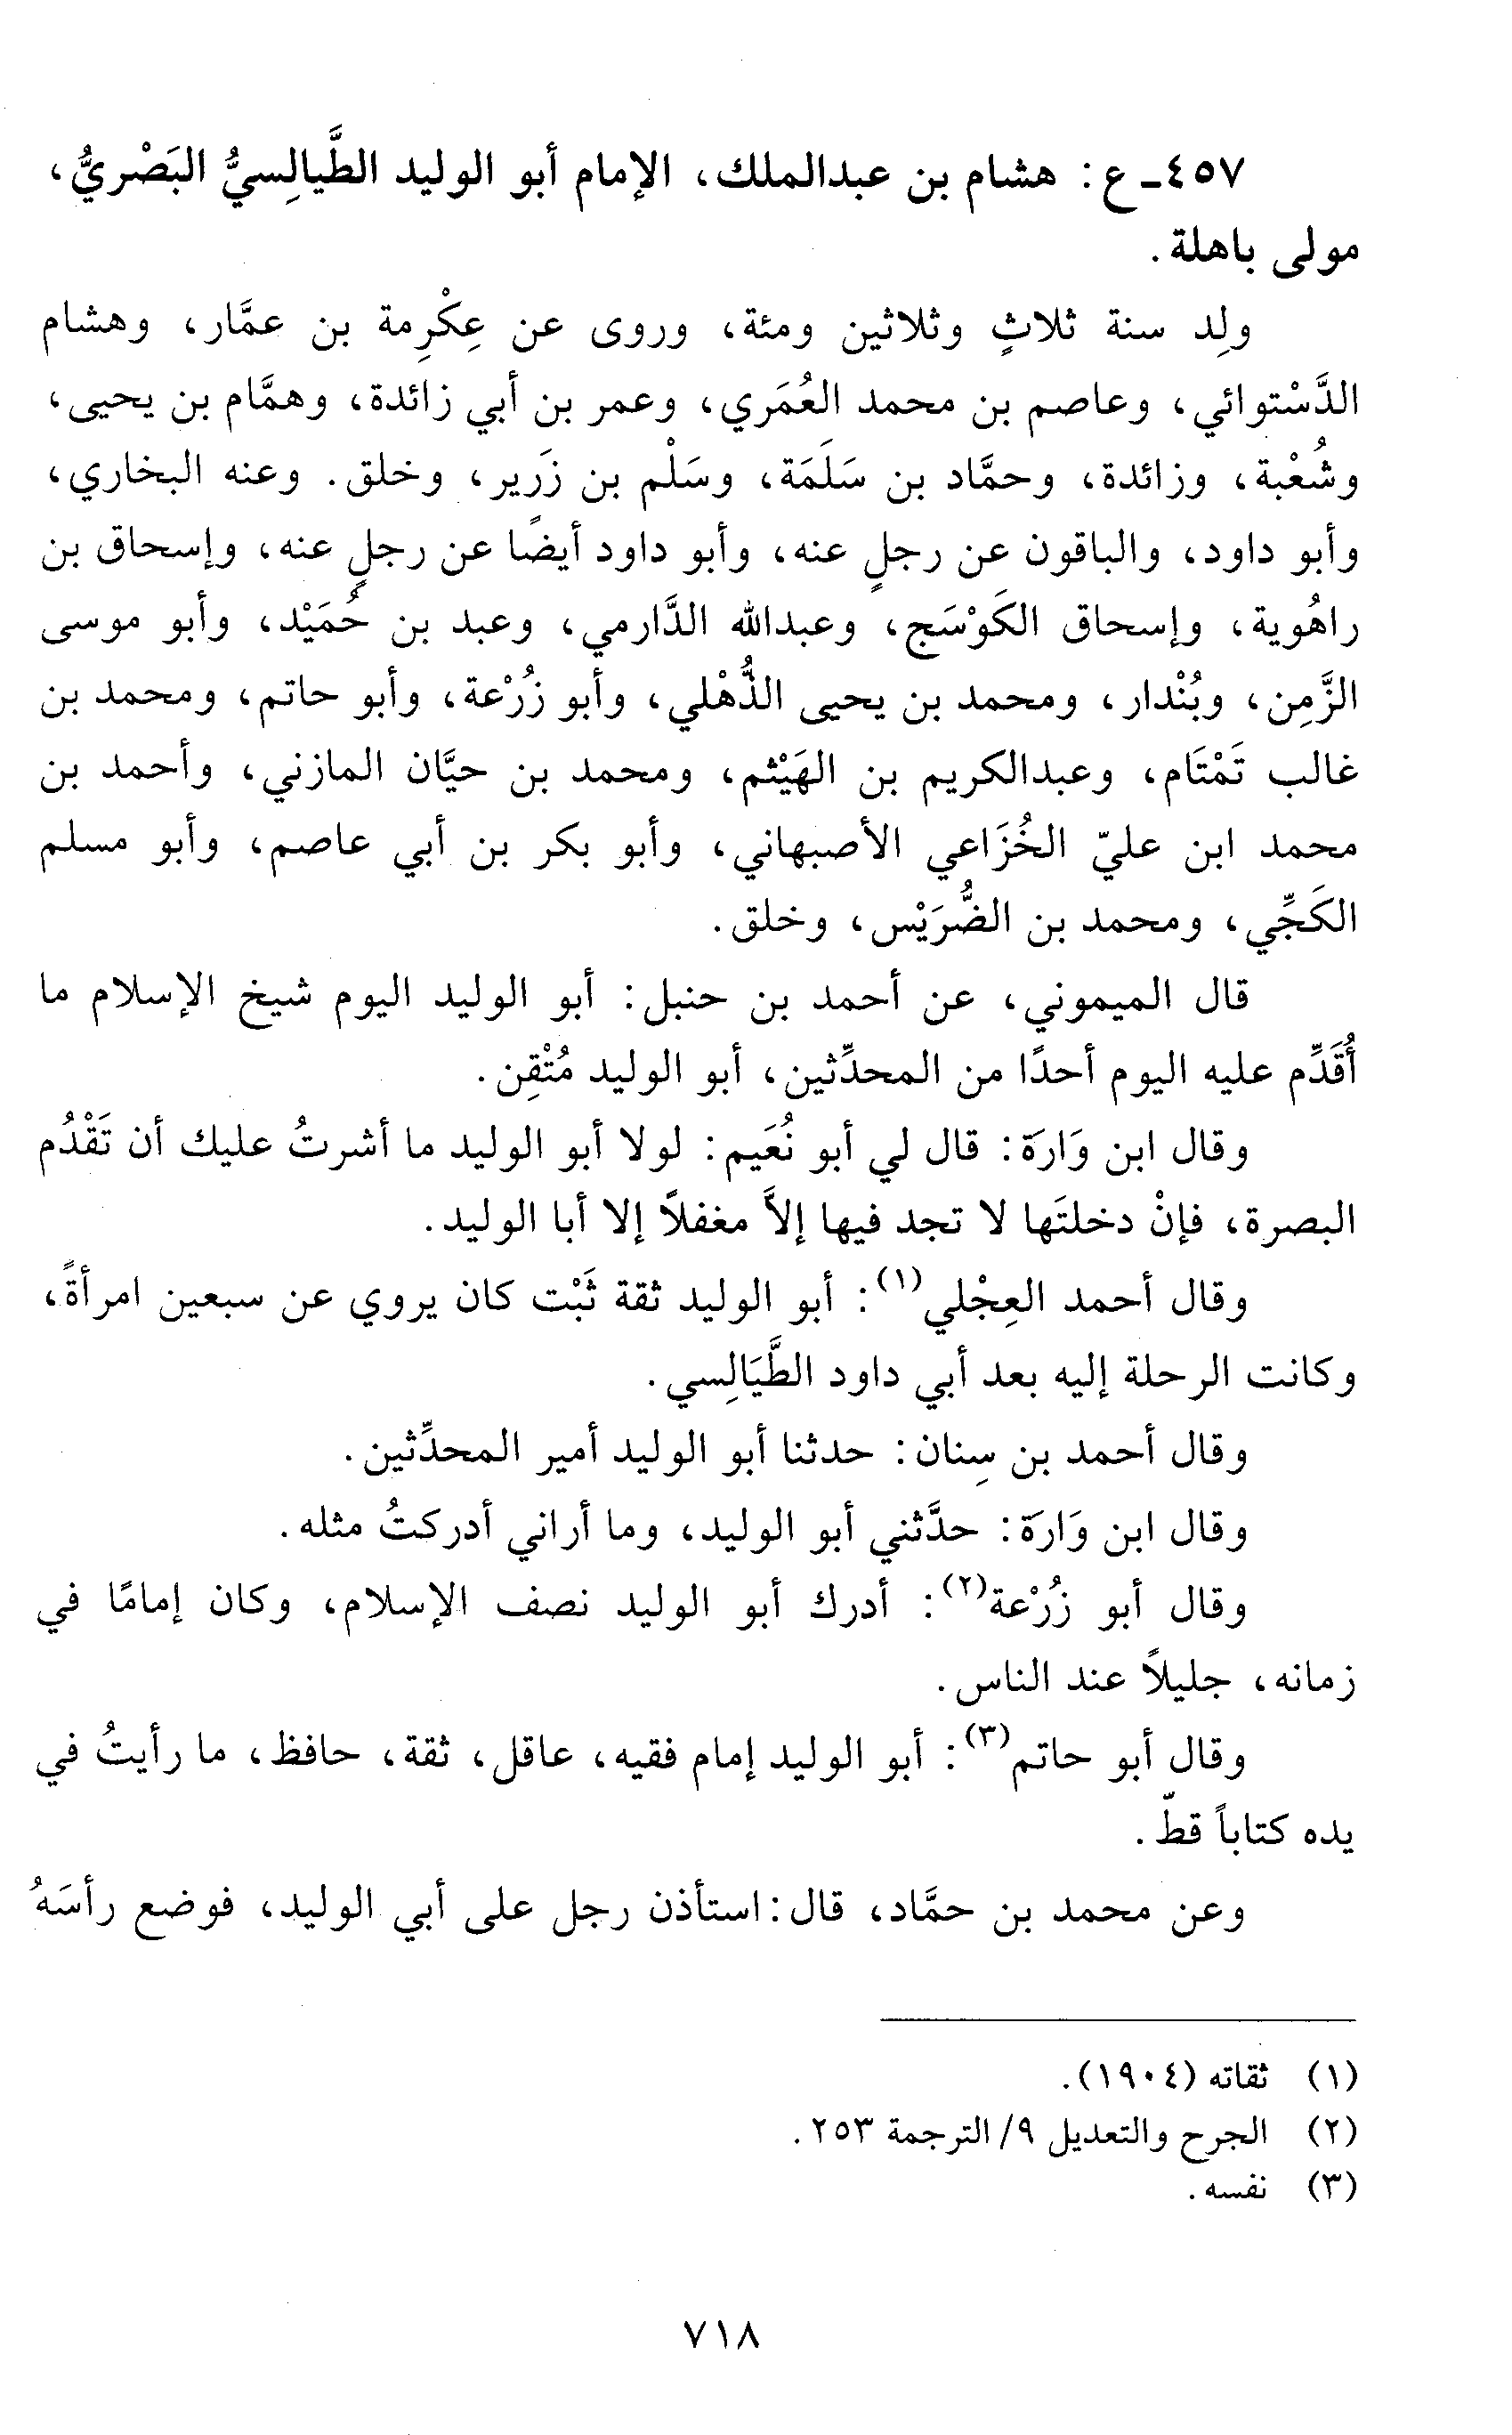 ٤٥٧ـ ع: هشام بن عبدالملك، الإمام أبو الوليد الطَّيالِسيُّ البَصْريُّ،
مولى باهلة.
ولِد سنة ثلاثٍ وثلاثين ومئة، وروى عن عِكْرِمة بن عمَّار، وهشام
الدَّسْتوائي، وعاصم بن محمد العُمَري، وعمر بن أبي زائدة، وهمَّام بن يحيى،
وشُعْبة، وزائدة، وحمَّاد بن سَلَمَة، وسَلْم بن زَرير، وخلق. وعنه البخاري،
وأبو داود، والباقون عن رجلٍ عنه، وأبو داود أيضًا عن رجلٍ عنه، وإسحاق بن
راهُوية، وإسحاق الكَوْسَج، وعبدالله الدَّارمي، وعبد بن حُمَيْد، وأبو موسى
الزَّمِن، وبُنْدار، ومحمد بن يحيى الذُّهْلي، وأبو زُرْعة، وأبو حاتم، ومحمد بن
غالب تَمْتَام، وعبدالكريم بن الهَيْثم، ومحمد بن حيَّان المازني، وأحمد بن
محمد ابن عليّ الخُزَاعي الأصبهاني، وأبو بكر بن أبي عاصم، وأبو مسلم
الكَجِّي، ومحمد بن الضُّرَيْس، وخلق.
قال الميموني، عن أحمد بن حنبل: أبو الوليد اليوم شيخ الإسلام ما
أُقَدِّم عليه اليوم أحدًا من المحدِّثين، أبو الوليد مُتْقِن.
وقال ابن وَارَة: قال لي أبو نُعَيم: لولا أبو الوليد ما أشرتُ عليك أن تَقْدُم
البصرة، فإنْ دخلتَها لا تجد فيها إلاَّ مغفلاً إلا أبا الوليد.
وقال أحمد العِجْلي(١): أبو الوليد ثقة ثَبْت كان يروي عن سبعين امرأةً،
وكانت الرحلة إليه بعد أبي داود الطَّيَالِسي.
وقال أحمد بن سِنان: حدثنا أبو الوليد أمير المحدِّثين.
وقال ابن وَارَة: حدَّثني أبو الوليد، وما أراني أدركتُ مثله.
وقال أبو زُرْعة(٢): أدرك أبو الوليد نصف الإسلام، وكان إمامًا في
زمانه، جليلاً عند الناس.
وقال أبو حاتم(٣): أبو الوليد إمام فقيه، عاقل، ثقة، حافظ، ما رأيتُ في
يده كتاباً قطّ.
وعن محمد بن حمَّاد، قال: استأذن رجل على أبي الوليد، فوضع رأسَهُ
(١) ثقاته (١٩٠٤).
(٢) الجرح والتعديل ٩/ الترجمة ٢٥٣.
(٣) نفسه.
٧١٨